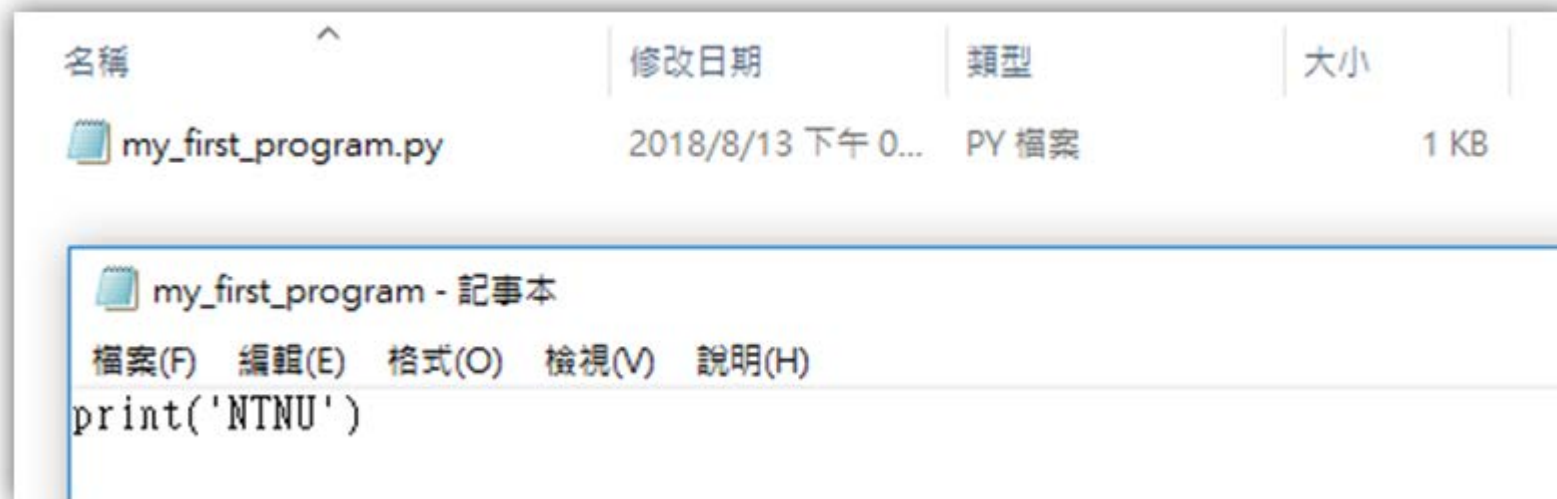 名稱 修改日期 類型 大小
my_first_program.py 2018/8/13 下午 0... PY 檔案 1 KB
my_first_program - 記事本
檔案(F) 編輯(E) 格式(O) 檢視(V) 說明(H)
print('NTNU')